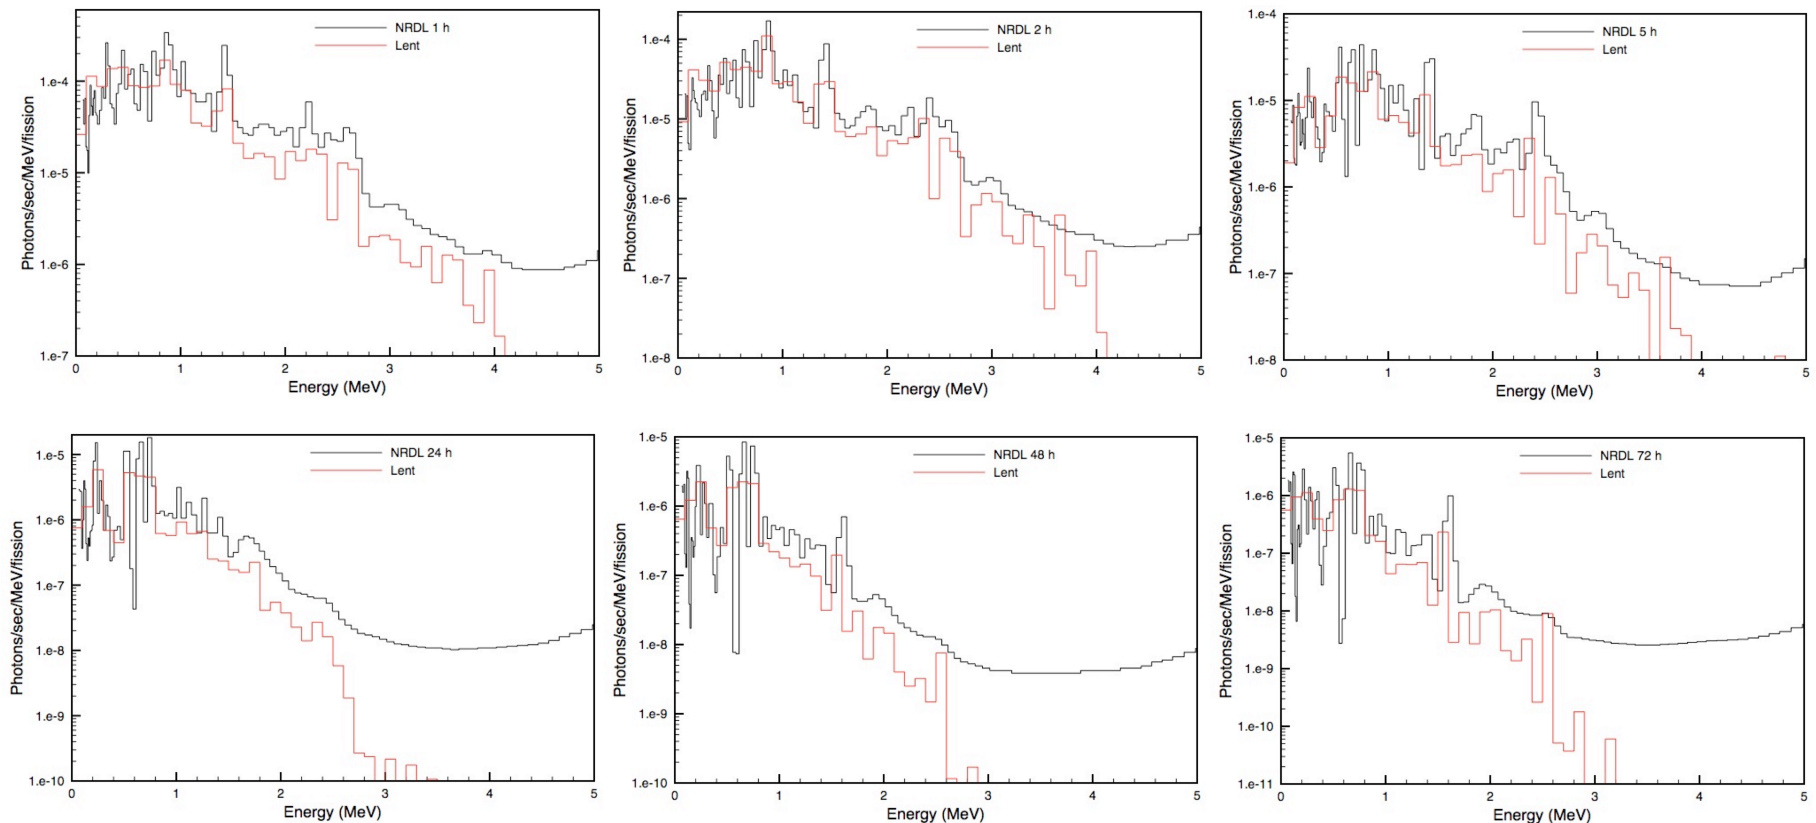 NRDL 1 h
Lent
Photons/sec/MeV/fission
1.e-4
1.e-5
1.e-6
1.e-7
0 1 2 3 4 5
Energy (MeV)
NRDL 2 h
Lent
Photons/sec/MeV/fission
1.e-4
1.e-5
1.e-6
1.e-7
1.e-8
0 1 2 3 4 5
Energy (MeV)
NRDL 5 h
Lent
Photons/sec/MeV/fission
1.e-4
1.e-5
1.e-6
1.e-7
1.e-8
0 1 2 3 4 5
Energy (MeV)
NRDL 24 h
Lent
Photons/sec/MeV/fission
1.e-5
1.e-6
1.e-7
1.e-8
1.e-9
1.e-10
0 1 2 3 4 5
Energy (MeV)
NRDL 48 h
Lent
Photons/sec/MeV/fission
1.e-5
1.e-6
1.e-7
1.e-8
1.e-9
1.e-10
0 1 2 3 4 5
Energy (MeV)
NRDL 72 h
Lent
Photons/sec/MeV/fission
1.e-5
1.e-6
1.e-7
1.e-8
1.e-9
1.e-10
1.e-11
0 1 2 3 4 5
Energy (MeV)